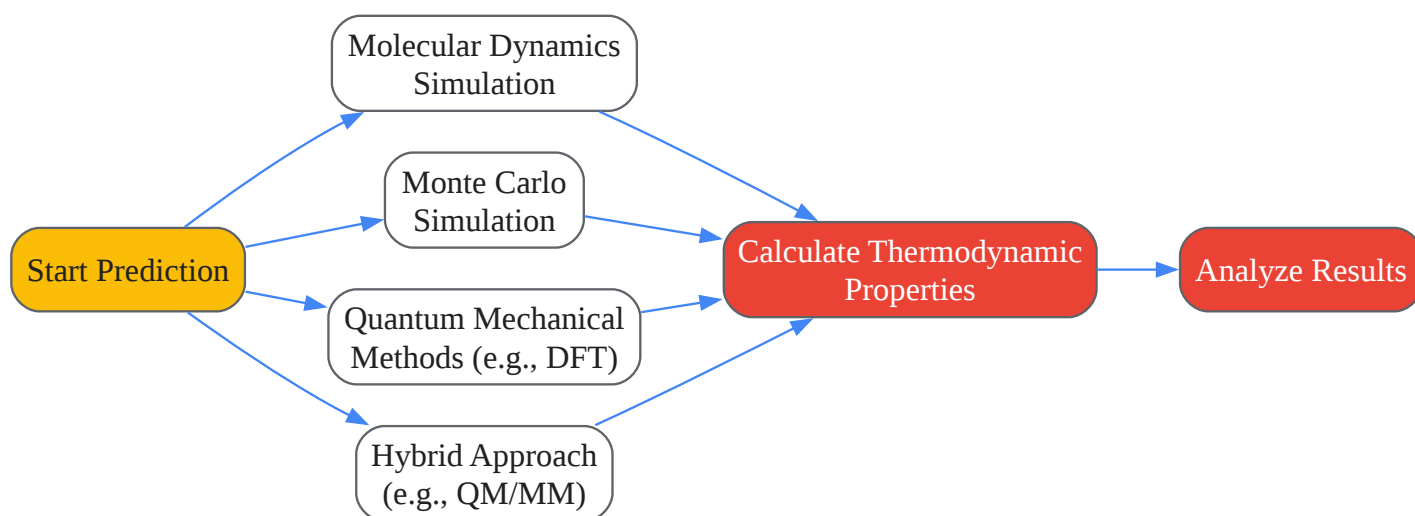 Molecular Dynamics
Simulation
Monte Carlo
Simulation
Start Prediction
Calculate Thermodynamic
Properties
Analyze Results
Quantum Mechanical
Methods (e.g., DFT)
Hybrid Approach
(e.g., QM/MM)